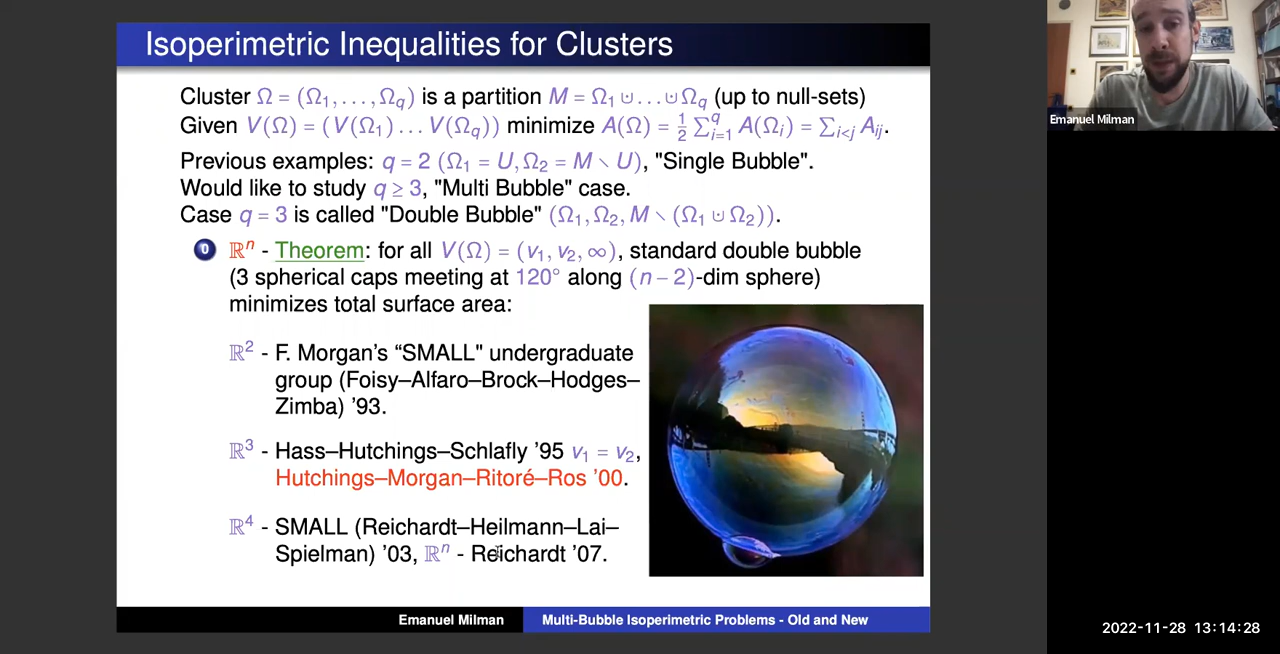 Isoperimetric Inequalities for Clusters
Cluster Ω = (Ω₁, . . . , Ω_q) is a partition M = Ω₁ ⊍ . . . ⊍ Ω_q (up to null-sets)
Given V(Ω) = (V(Ω₁) . . . V(Ω_q)) minimize A(Ω) = ½ ∑_{i=1}^q A(Ω_i) = ∑_{i<j} A_{ij}.
Previous examples: q = 2 (Ω₁ = U, Ω₂ = M ∖ U), "Single Bubble".
Would like to study q ≥ 3, "Multi Bubble" case.
Case q = 3 is called "Double Bubble" (Ω₁, Ω₂, M ∖ (Ω₁ ⊍ Ω₂)).
0 ℝⁿ - Theorem: for all V(Ω) = (v₁, v₂, ∞), standard double bubble
(3 spherical caps meeting at 120° along (n − 2)-dim sphere)
minimizes total surface area:
ℝ² - F. Morgan's “SMALL" undergraduate
group (Foisy–Alfaro–Brock–Hodges–
Zimba) '93.
ℝ³ - Hass–Hutchings–Schlafly '95 v₁ = v₂,
Hutchings–Morgan–Ritoré–Ros '00.
ℝ⁴ - SMALL (Reichardt–Heilmann–Lai–
Spielman) '03, ℝⁿ - Reichardt '07.
Emanuel Milman
Multi-Bubble Isoperimetric Problems - Old and New
Emanuel Milman
2022-11-28 13:14:28